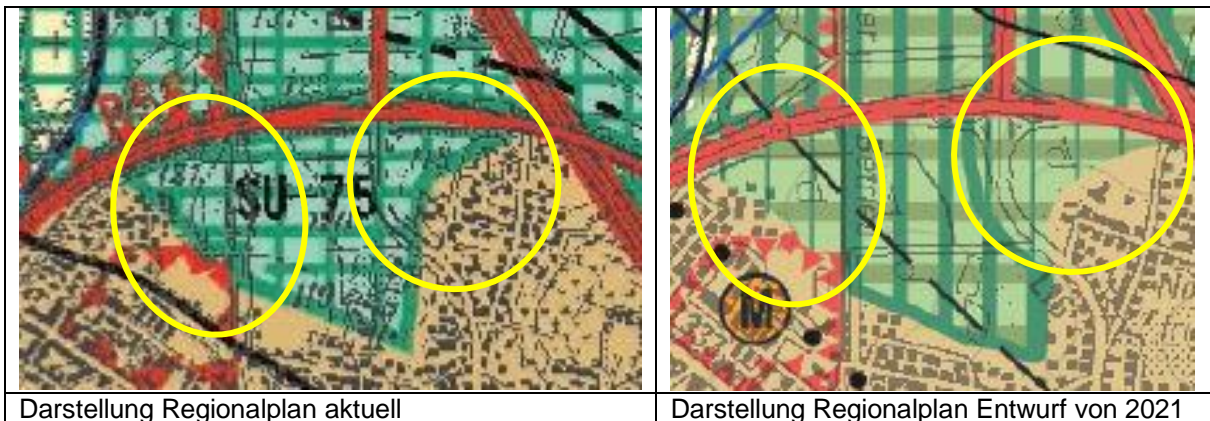 SU-75
M
Darstellung Regionalplan aktuell
Darstellung Regionalplan Entwurf von 2021